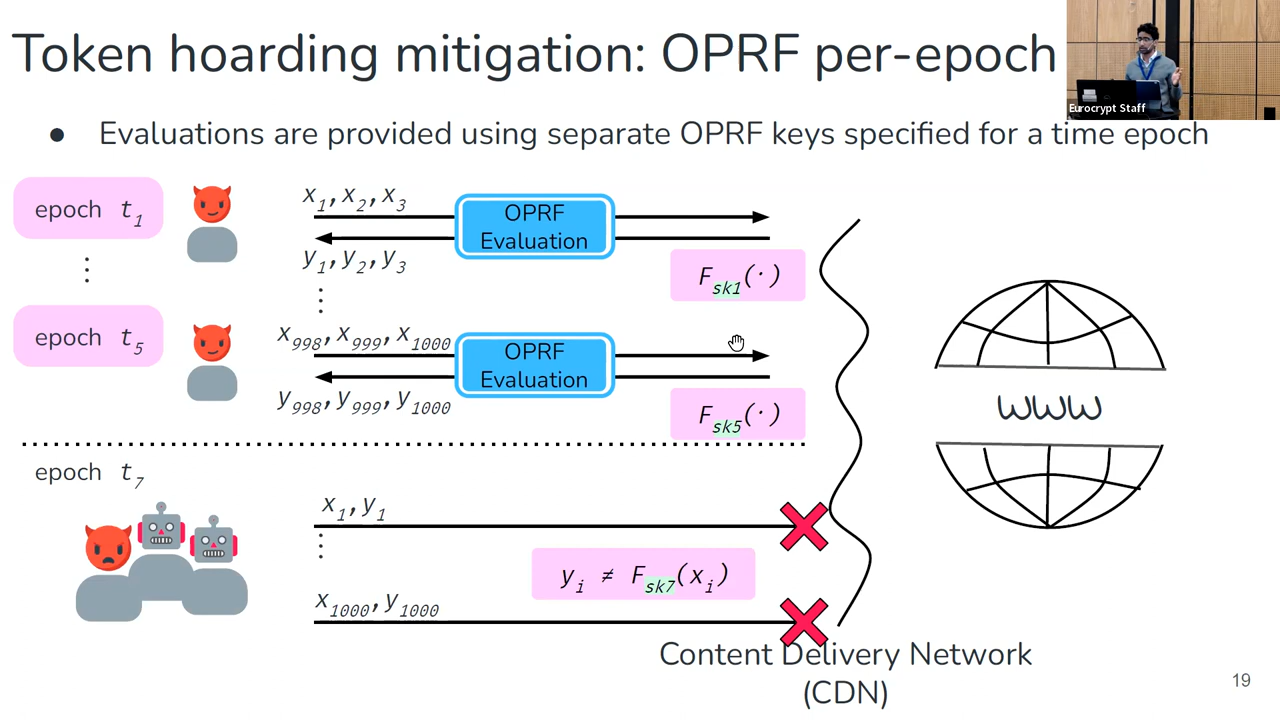 Token hoarding mitigation: OPRF per-epoch
Eurocrypt Staff
● Evaluations are provided using separate OPRF keys specified for a time epoch
epoch t1
x1,x2,x3
OPRF
Evaluation
y1,y2,y3
Fsk1(·)
⋮
⋮
epoch t5
x998,x999,x1000
OPRF
Evaluation
y998,y999,y1000
Fsk5(·)
WWW
epoch t7
x1,y1
⋮
yi ≠ Fsk7(xi)
x1000,y1000
Content Delivery Network
(CDN)
19